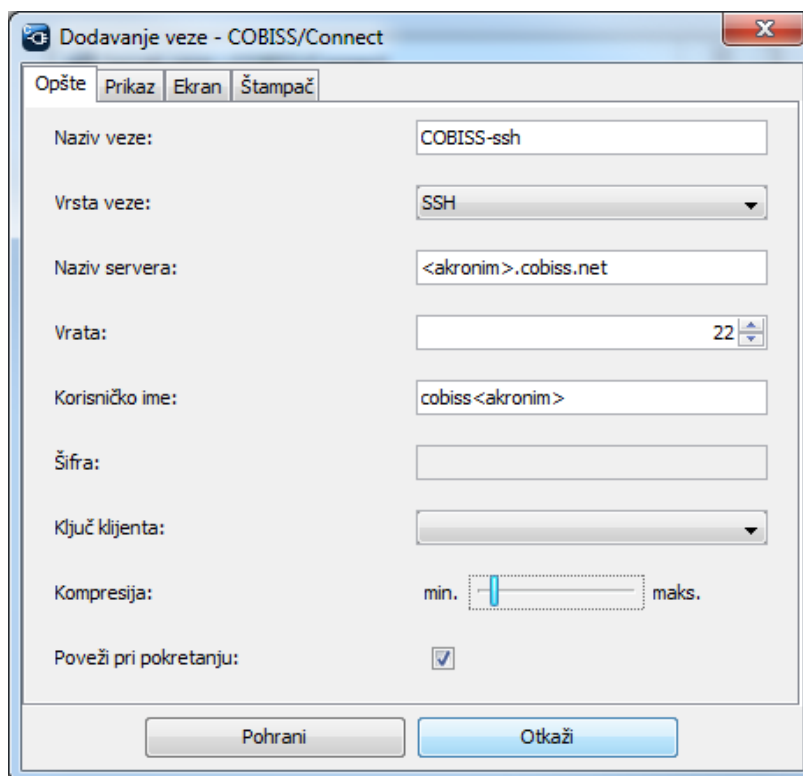 Dodavanje veze - COBISS/Connect
Opšte Prikaz Ekran Štampač
Naziv veze: COBISS-ssh
Vrsta veze: SSH
Naziv servera: <akronim>.cobiss.net
Vrata: 22
Korisničko ime: cobiss<akronim>
Šifra:
Ključ klijenta:
Kompresija: min. maks.
Poveži pri pokretanju:
Pohrani Otkaži